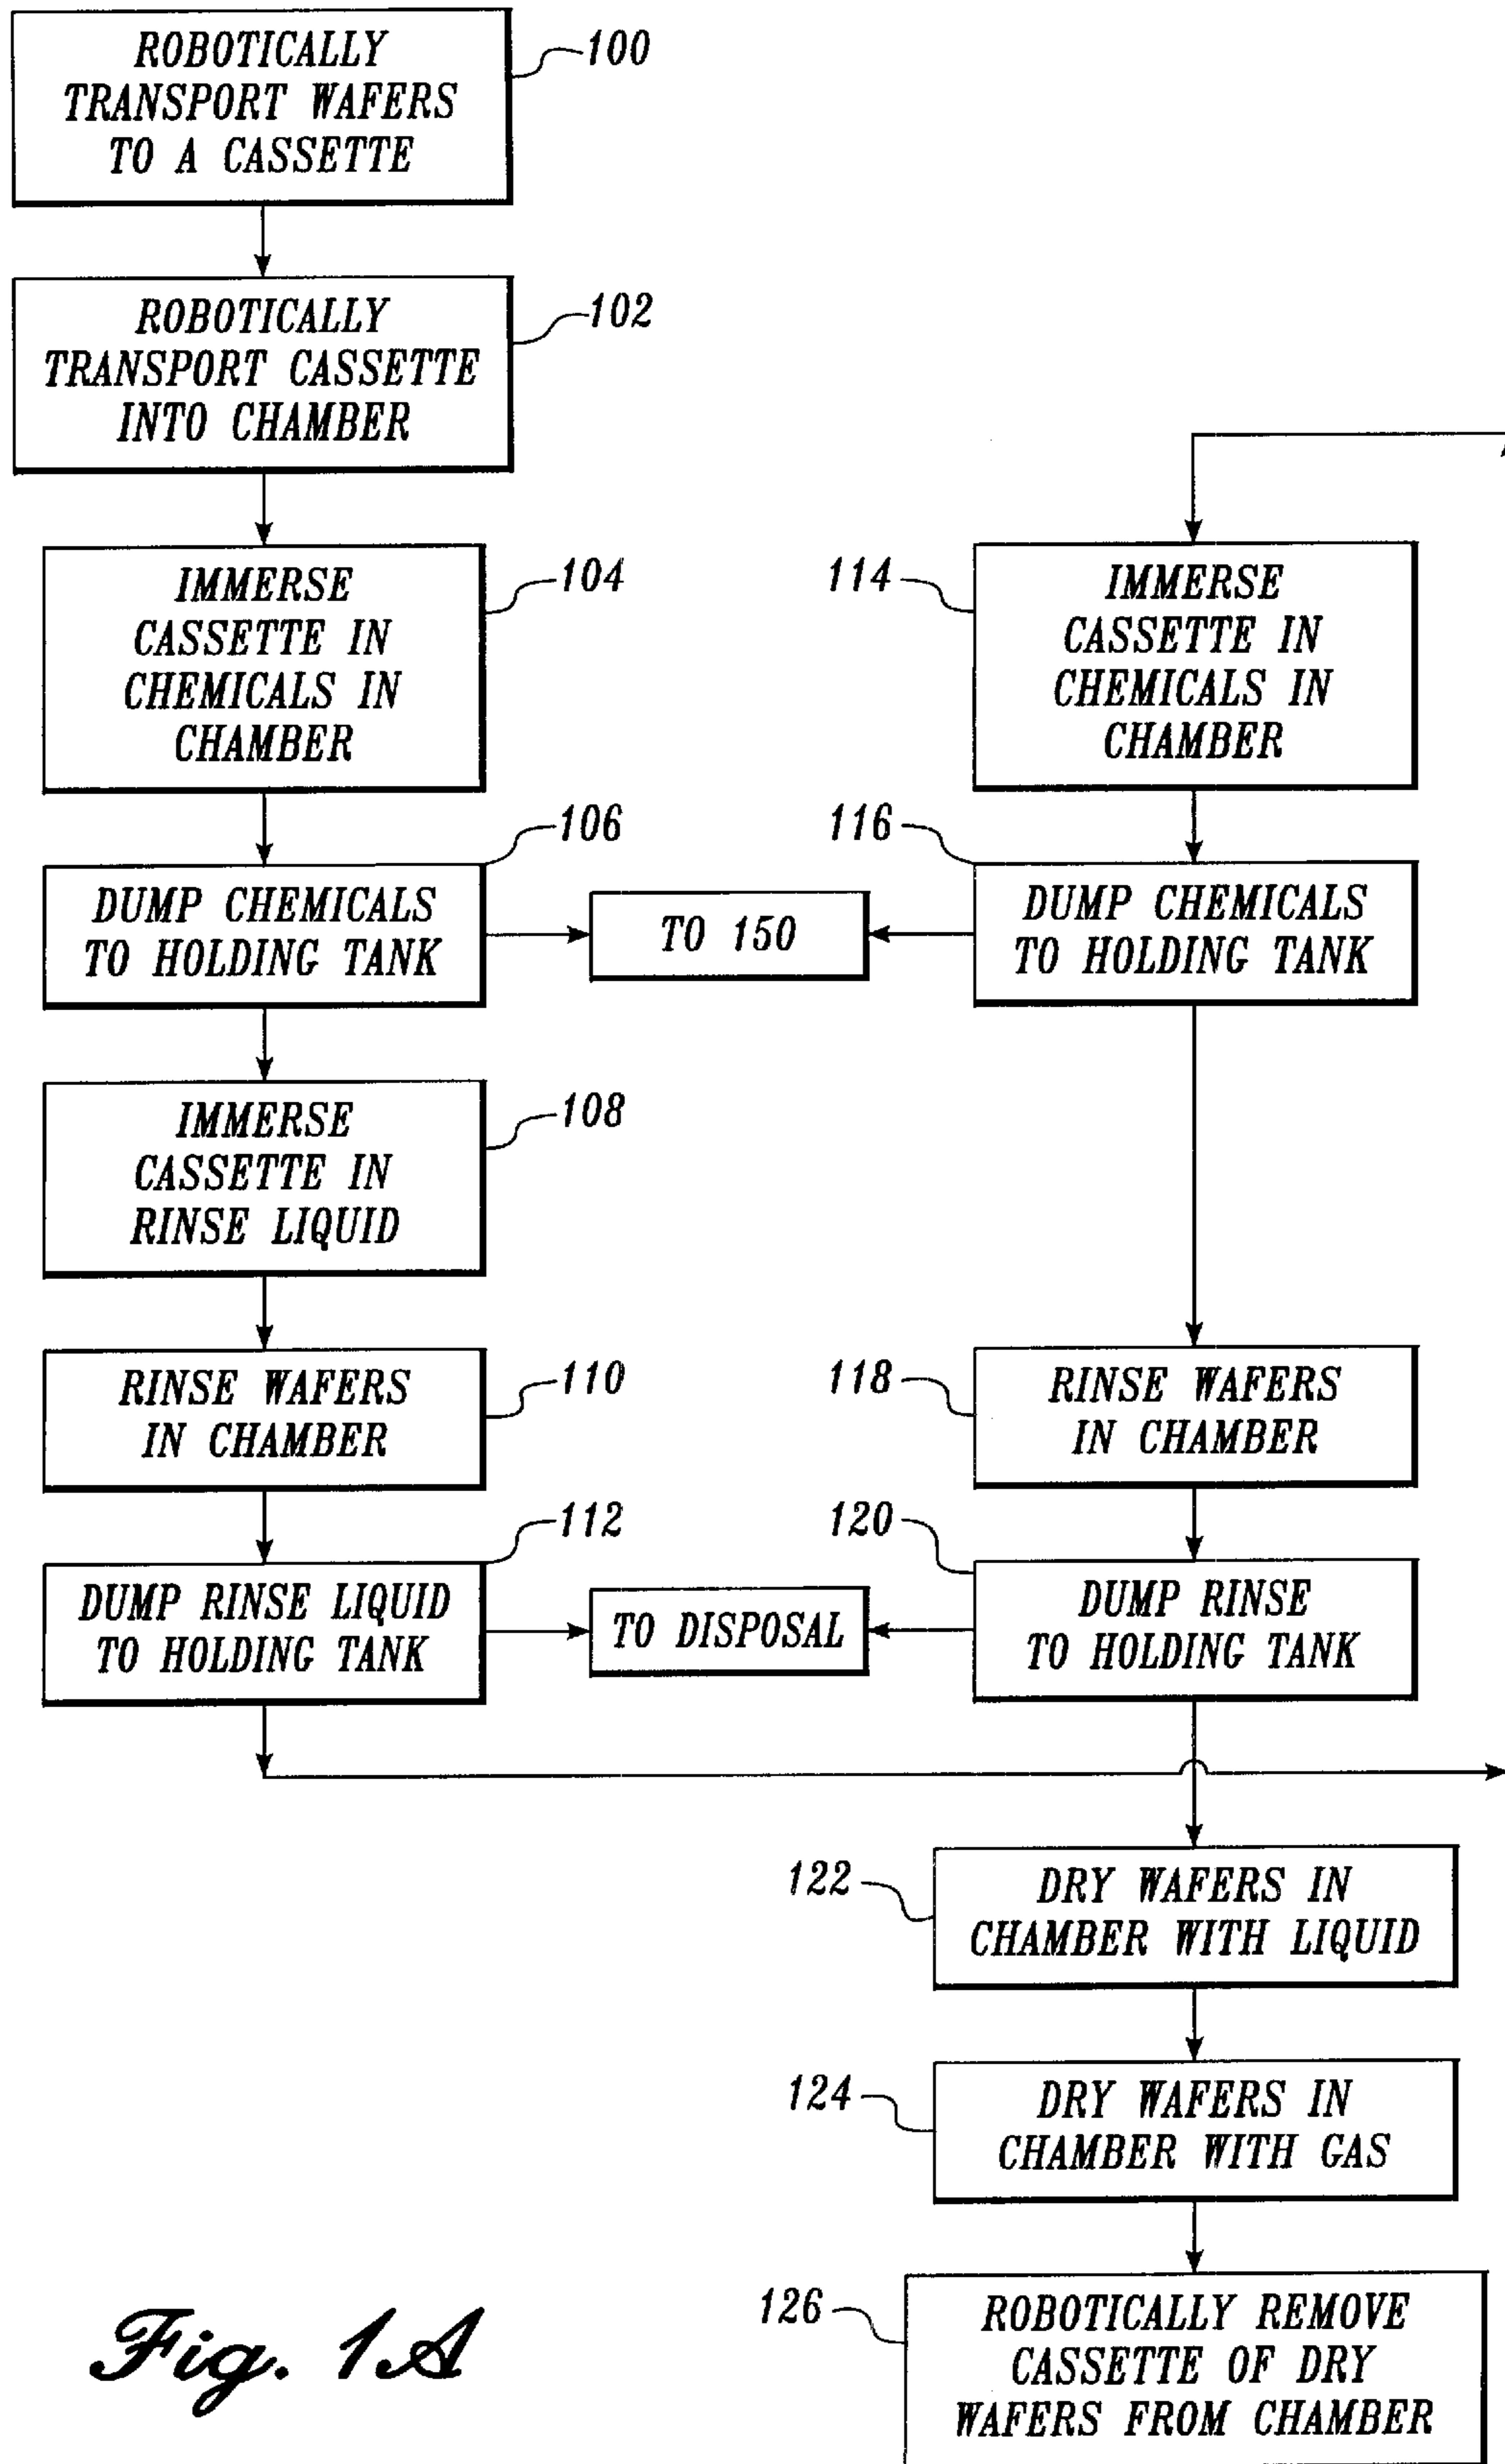 ROBOTICALLY
TRANSPORT WAFERS
TO A CASSETTE
100
ROBOTICALLY
TRANSPORT CASSETTE
INTO CHAMBER
102
IMMERSE
CASSETTE IN
CHEMICALS IN
CHAMBER
104
DUMP CHEMICALS
TO HOLDING TANK
106
TO 150
IMMERSE
CASSETTE IN
RINSE LIQUID
108
RINSE WAFERS
IN CHAMBER
110
DUMP RINSE LIQUID
TO HOLDING TANK
112
TO DISPOSAL
114
IMMERSE
CASSETTE IN
CHEMICALS IN
CHAMBER
116
DUMP CHEMICALS
TO HOLDING TANK
118
RINSE WAFERS
IN CHAMBER
120
DUMP RINSE
TO HOLDING TANK
122
DRY WAFERS IN
CHAMBER WITH LIQUID
124
DRY WAFERS IN
CHAMBER WITH GAS
126
ROBOTICALLY REMOVE
CASSETTE OF DRY
WAFERS FROM CHAMBER
Fig. 1A